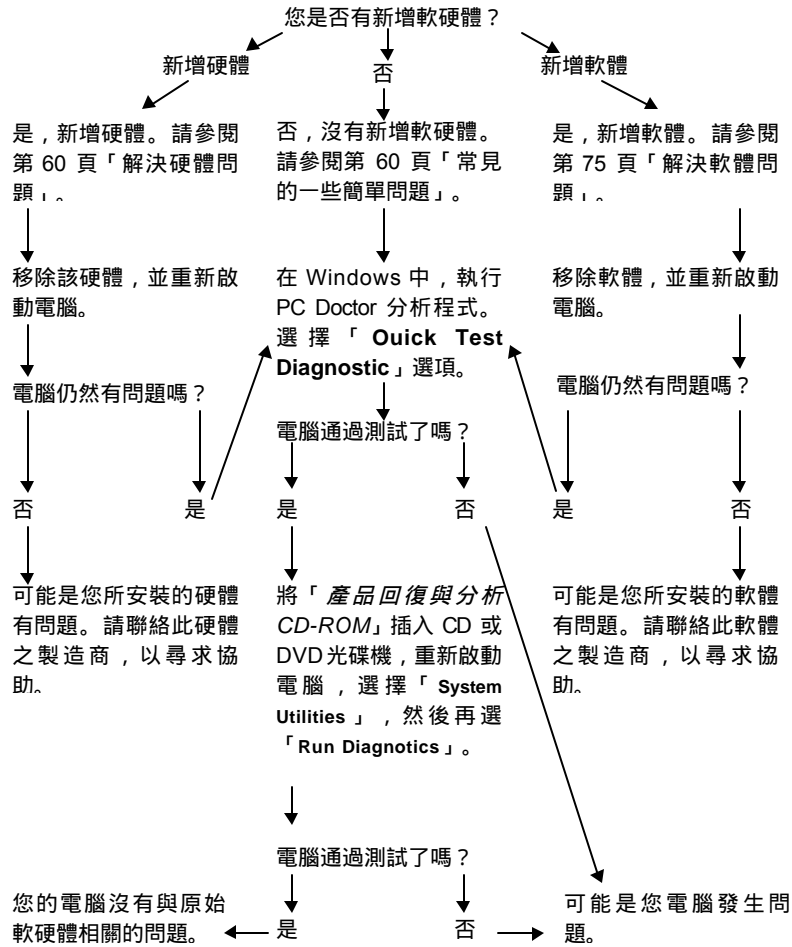 您是否有新增軟硬體？
新增硬體
否
新增軟體
是，新增硬體。請參閱
第 60 頁「解決硬體問
題」。
否，沒有新增軟硬體。
請參閱第 60 頁「常見
的一些簡單問題」。
是，新增軟體。請參閱
第 75 頁「解決軟體問
題」。
移除該硬體，並重新啟
動電腦。
在 Windows 中，執行
PC Doctor 分析程式。
選擇「Ouick Test
Diagnostic」選項。
移除軟體，並重新啟動
電腦。
電腦仍然有問題嗎？
電腦通過測試了嗎？
電腦仍然有問題嗎？
否
是
是
否
是
否
可能是您所安裝的硬體
有問題。請聯絡此硬體
之製造商，以尋求協
助。
將「產品回復與分析
CD-ROM」插入 CD 或
DVD光碟機，重新啟動
電腦，選擇「System
Utilities」，然後再選
「Run Diagnotics」。
可能是您所安裝的軟體
有問題。請聯絡此軟體
之製造商，以尋求協
助。
電腦通過測試了嗎？
您的電腦沒有與原始
軟硬體相關的問題。
是
否
可能是您電腦發生問
題。